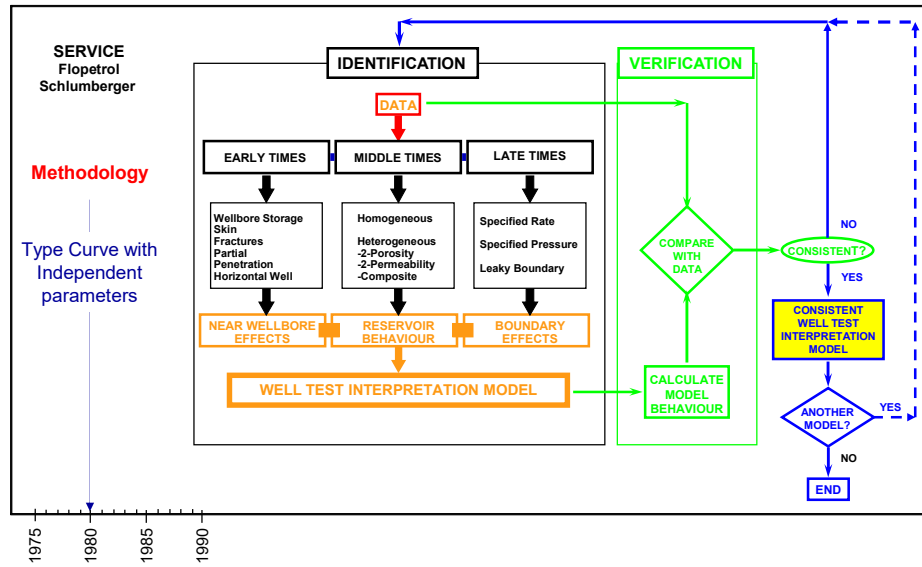 SERVICE
Flopetrol
Schlumberger
Methodology
Type Curve with
Independent
parameters
IDENTIFICATION
DATA
EARLY TIMES
MIDDLE TIMES
LATE TIMES
Wellbore Storage
Skin
Fractures
Partial
Penetration
Horizontal Well
Homogeneous
Heterogeneous
-2-Porosity
-2-Permeability
-Composite
Specified Rate
Specified Pressure
Leaky Boundary
NEAR WELLBORE
EFFECTS
RESERVOIR
BEHAVIOUR
BOUNDARY
EFFECTS
WELL TEST INTERPRETATION MODEL
VERIFICATION
COMPARE
WITH
DATA
CALCULATE
MODEL
BEHAVIOUR
NO
CONSISTENT?
YES
CONSISTENT
WELL TEST
INTERPRETATION
MODEL
ANOTHER
MODEL?
YES
NO
END
1975
1980
1985
1990